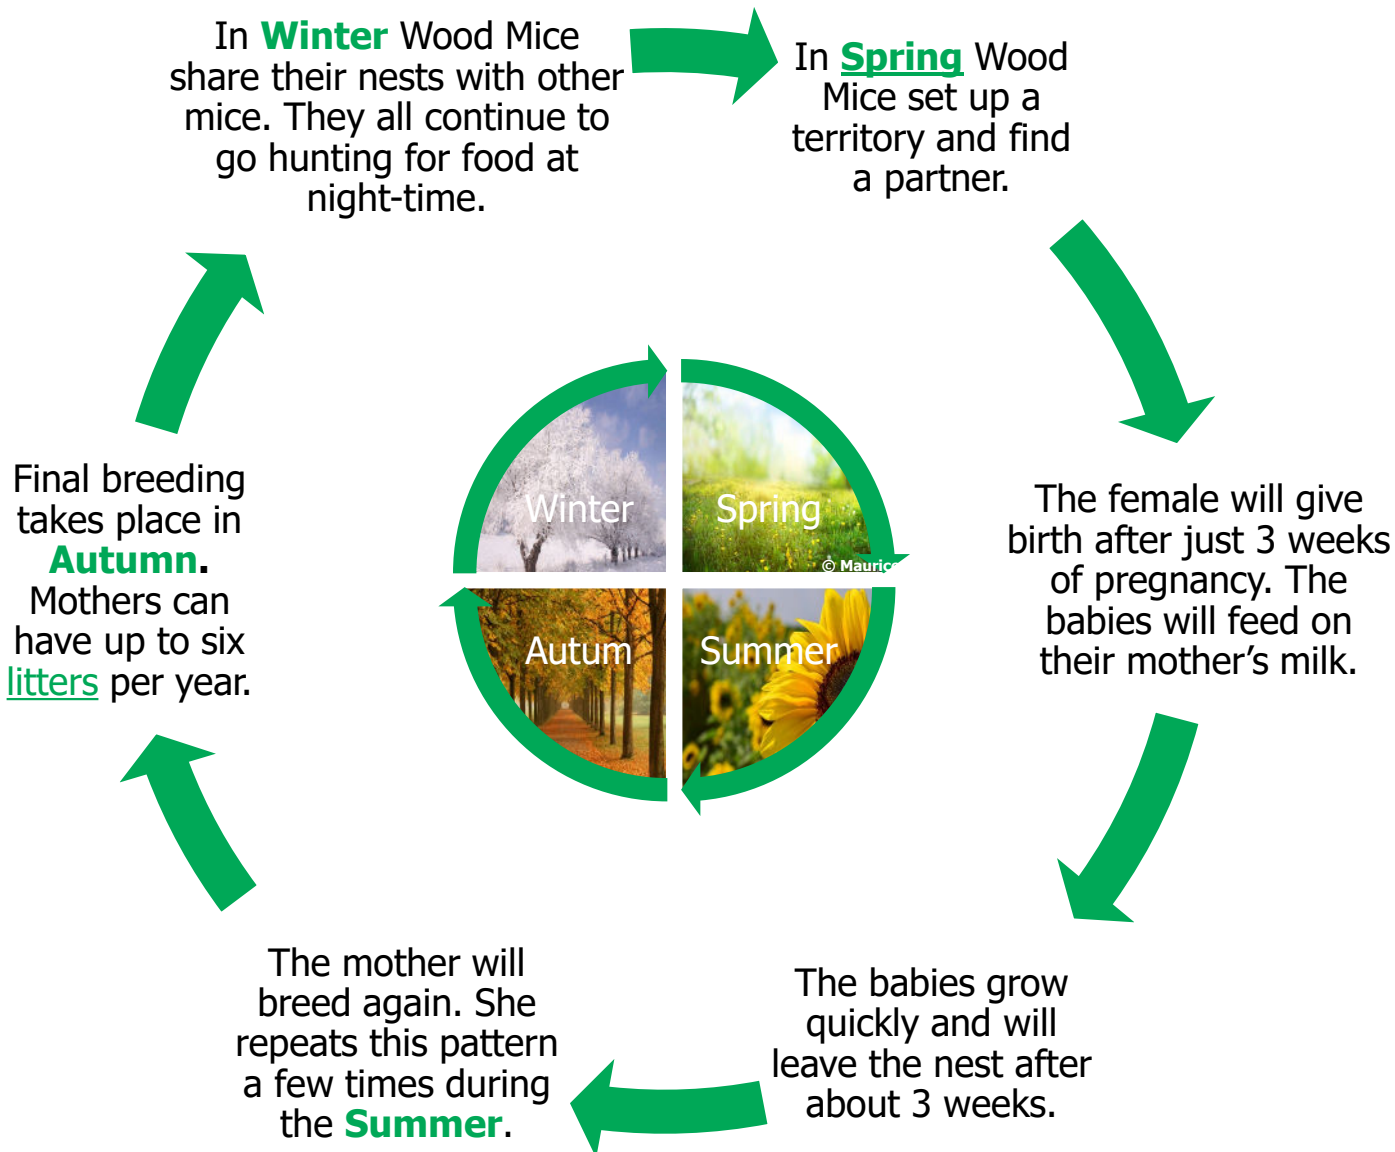 In Winter Wood Mice
share their nests with other
mice. They all continue to
go hunting for food at
night-time.
In Spring Wood
Mice set up a
territory and find
a partner.
The female will give
birth after just 3 weeks
of pregnancy. The
babies will feed on
their mother’s milk.
The babies grow
quickly and will
leave the nest after
about 3 weeks.
The mother will
breed again. She
repeats this pattern
a few times during
the Summer.
Final breeding
takes place in
Autumn.
Mothers can
have up to six
litters per year.
Winter
Spring
© Maurice
Autum
Summer